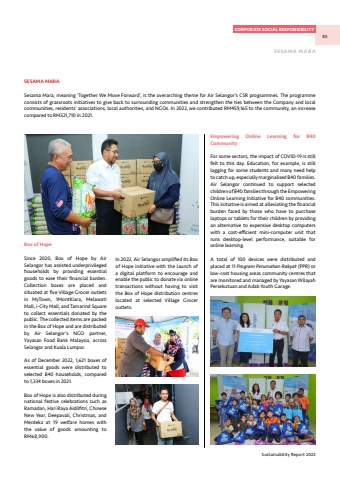 CORPORATE SOCIAL RESPONSIBILITY
85
SESAMA MARA
SESAMA MARA
Sesama Mara, meaning 'Together We Move Forward', is the overarching theme for Air Selangor's CSR programmes. The programme
consists of grassroots initiatives to give back to surrounding communities and strengthen the ties between the Company and local
communities, residents' associations, local authorities, and NGOs. In 2022, we contributed RM459,165 to the community, an increase
compared to RM321,710 in 2021.
Box of Hope
Since 2020, Box of Hope by Air
Selangor has assisted underprivileged
households by providing essential
goods to ease their financial burden.
Collection boxes are placed and
situated at five Village Grocer outlets
in MyTown, 1MontKiara, Melawati
Mall, i-City Mall, and Tamarind Square
to collect essentials donated by the
public. The collected items are packed
in the Box of Hope and are distributed
by Air Selangor's NGO partner,
Yayasan Food Bank Malaysia, across
Selangor and Kuala Lumpur.
As of December 2022, 1,621 boxes of
essential goods were distributed to
selected B40 households, compared
to 1,334 boxes in 2021.
Box of Hope is also distributed during
national festive celebrations such as
Ramadan, Hari Raya Aidilfitri, Chinese
New Year, Deepavali, Christmas, and
Merdeka at 19 welfare homes with
the value of goods amounting to
RM68,900.
In 2022, Air Selangor amplified its Box
of Hope initiative with the launch of
a digital platform to encourage and
enable the public to donate via online
transactions without having to visit
the Box of Hope distribution centres
located at selected Village Grocer
outlets.
Empowering Online Learning for B40
Community
For some sectors, the impact of COVID-19 is still
felt to this day. Education, for example, is still
lagging for some students and many need help
to catch up, especially marginalised B40 families.
Air Selangor continued to support selected
children of B40 families through the Empowering
Online Learning Initiative for B40 communities.
This initiative is aimed at alleviating the financial
burden faced by those who have to purchase
laptops or tablets for their children by providing
an alternative to expensive desktop computers
with a cost-efficient mini-computer unit that
runs desktop-level performance, suitable for
online learning.
A total of 100 devices were distributed and
placed at 11 Program Perumahan Rakyat (PPR) or
low-cost housing areas community centres that
are monitored and managed by Yayasan Wilayah
Persekutuan and Adab Youth Garage.
Sustainability Report 2022